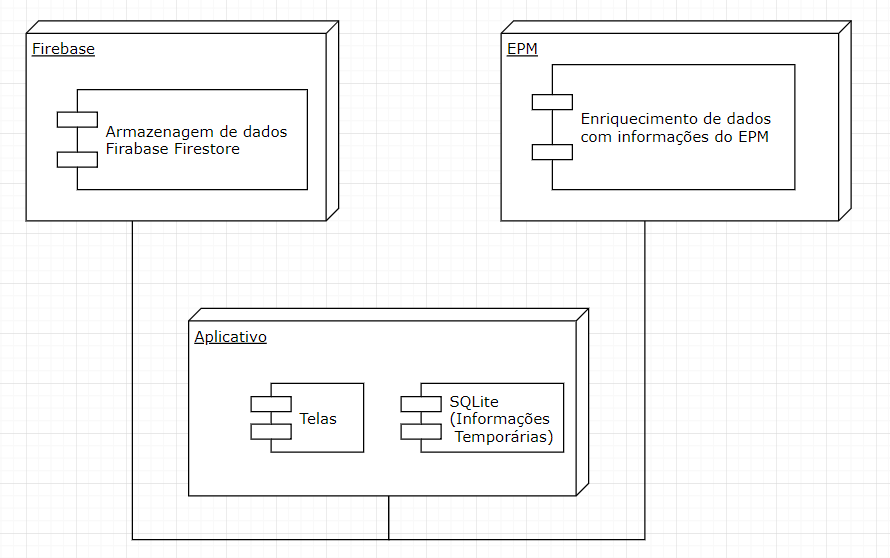 Firebase
Armazenagem de dados
Firabase Firestore
EPM
Enriquecimento de dados
com informações do EPM
Aplicativo
Telas
SQLite
(Informações
Temporárias)